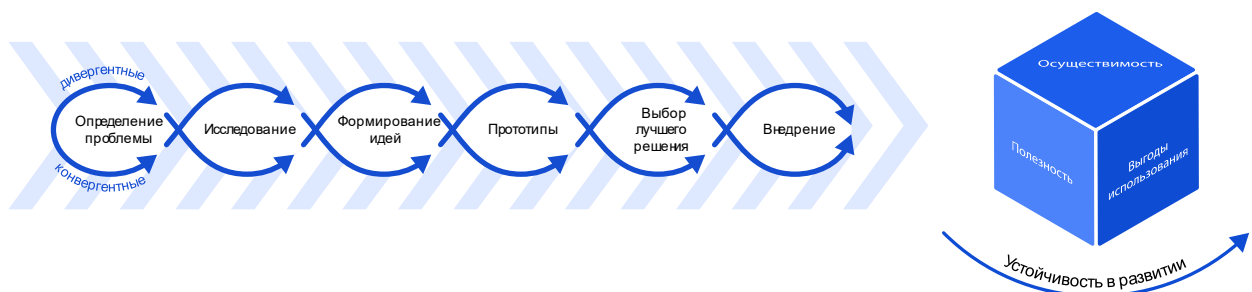 дивергентные
Определение
проблемы
конвергентные
Исследование
Формирование
идей
Прототипы
Выбор
лучшего
решения
Внедрение
Осуществимость
Полезность
Выгоды
использования
Устойчивость в развитии